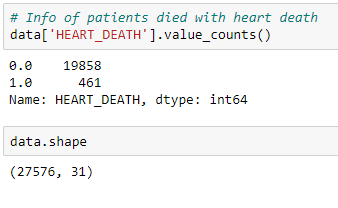 # Info of patients died with heart death
data['HEART_DEATH'].value_counts()
0.0    19858
1.0      461
Name: HEART_DEATH, dtype: int64
data.shape
(27576, 31)